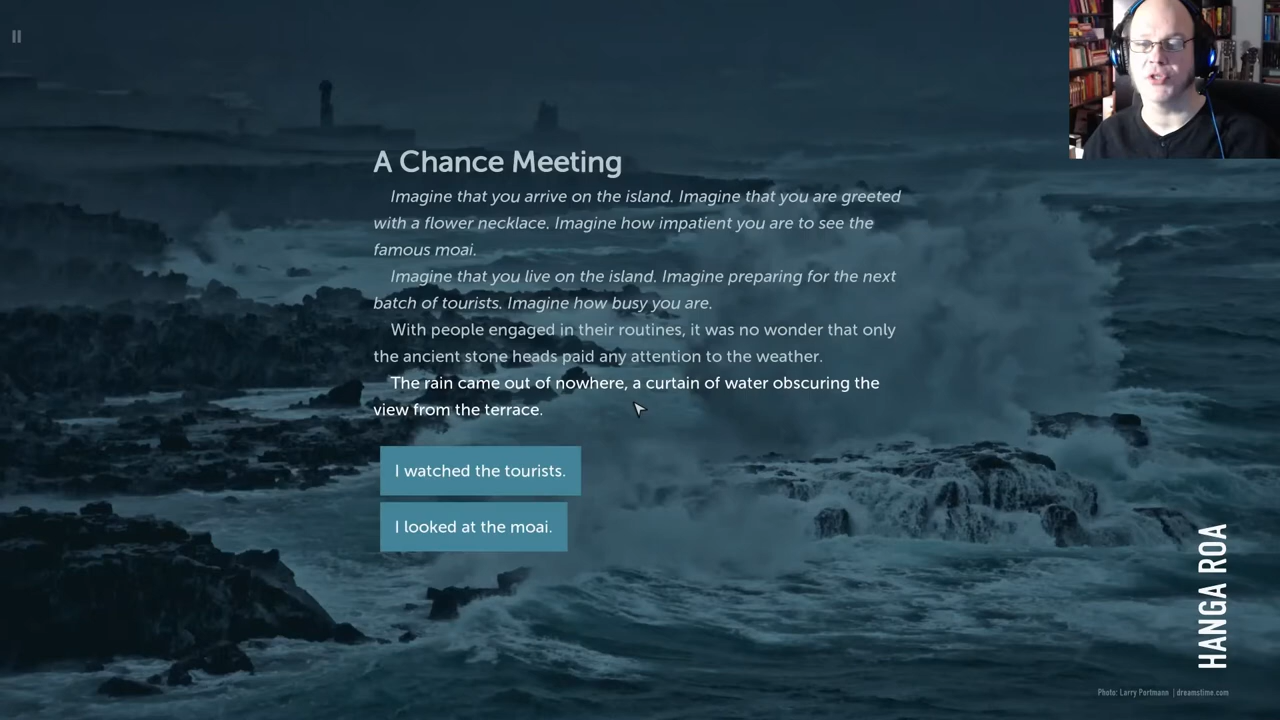 A Chance Meeting
Imagine that you arrive on the island. Imagine that you are greeted
with a flower necklace. Imagine how impatient you are to see the
famous moai.
Imagine that you live on the island. Imagine preparing for the next
batch of tourists. Imagine how busy you are.
With people engaged in their routines, it was no wonder that only
the ancient stone heads paid any attention to the weather.
The rain came out of nowhere, a curtain of water obscuring the
view from the terrace.
I watched the tourists.
I looked at the moai.
HANGA ROA
Photo: Larry Portmann | dreamstime.com